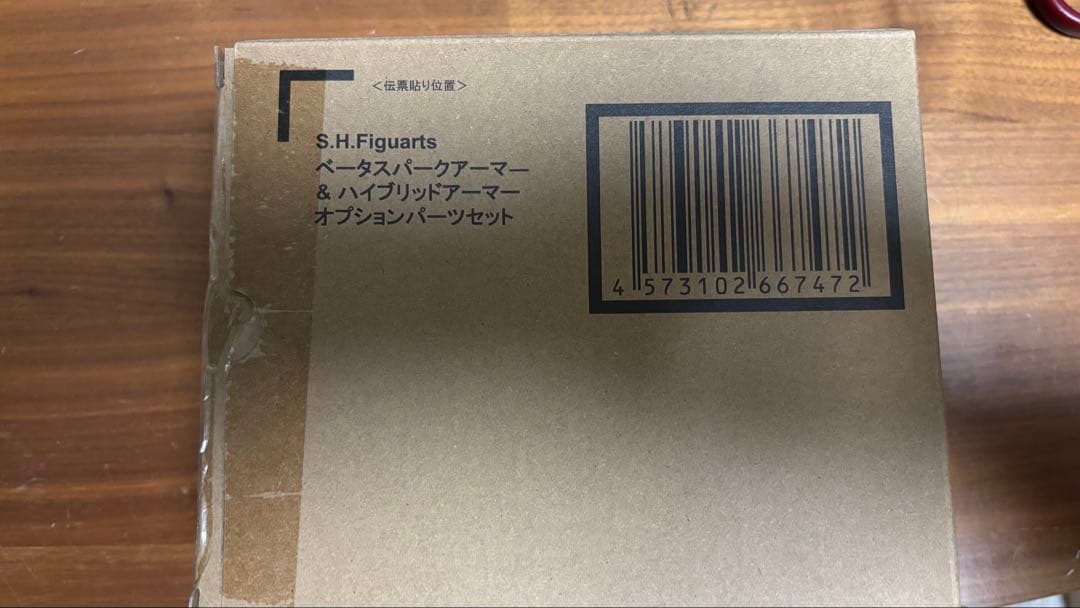 ＜伝票貼り位置＞
S.H.Figuarts
ベータスパークアーマー
& ハイブリッドアーマー
オプションパーツセット
4 573102 667472